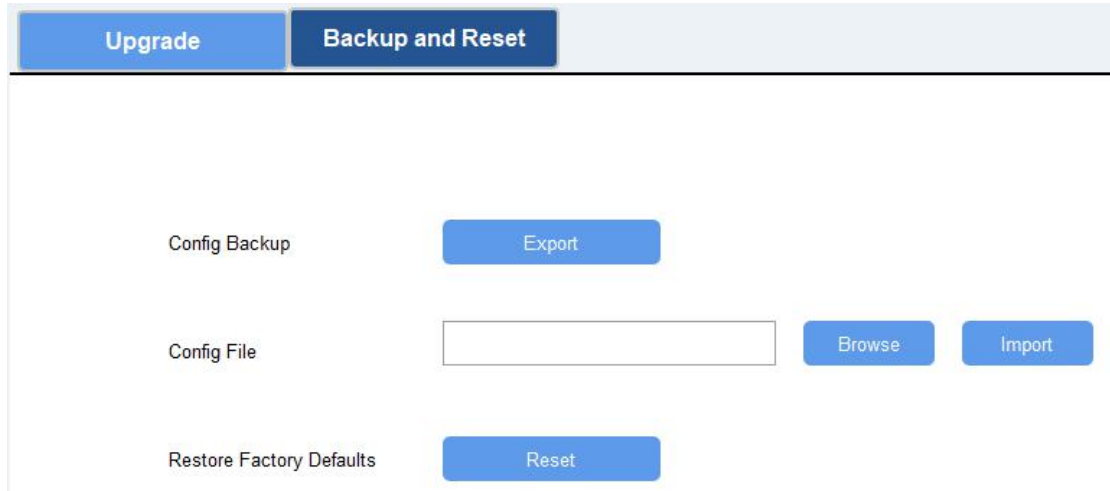 Upgrade Backup and Reset
Config Backup Export
Config File Browse Import
Restore Factory Defaults Reset